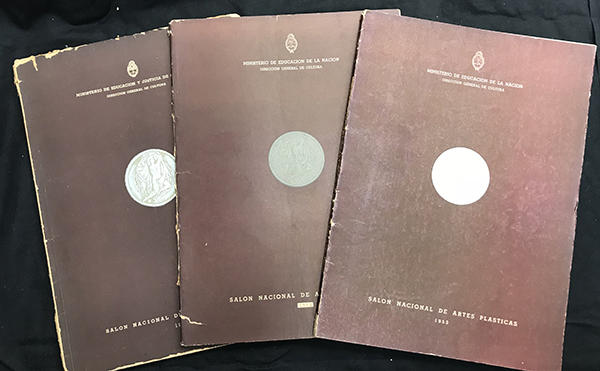 MINISTERIO DE EDUCACION Y JUSTICIA DE
DIRECCION GENERAL DE CULTURA
SALON NACIONAL DE
MINISTERIO DE EDUCACION DE LA NACION
DIRECCION GENERAL DE CULTURA
SALON NACIONAL DE A
MINISTERIO DE EDUCACION DE LA NACION
DIRECCION GENERAL DE CULTURA
SALON NACIONAL DE ARTES PLASTICAS